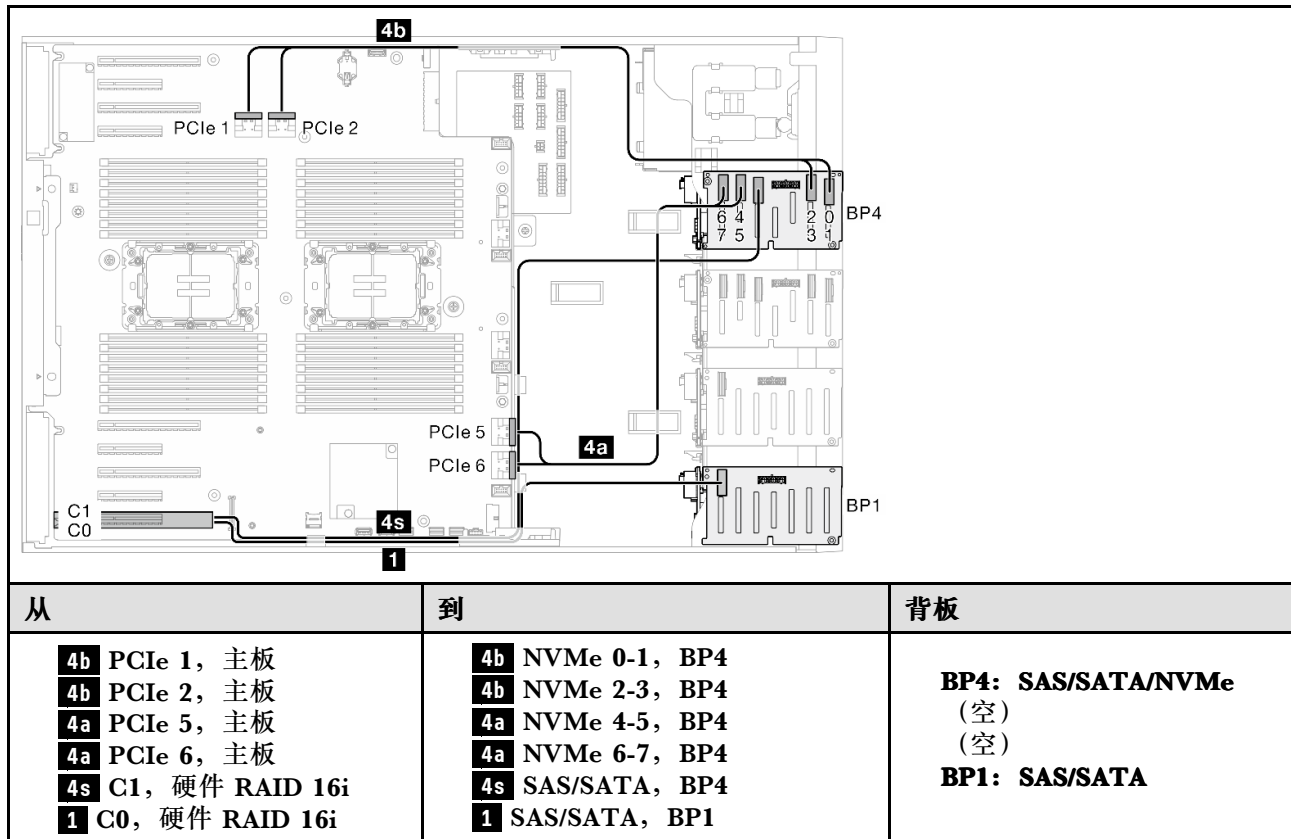 4b
PCIe 1
PCIe 2
6 4 2 0
7 5 3 1
BP4
PCIe 5
4a
PCIe 6
C1
C0
4s
BP1
1
从
到
背板
4b PCIe 1，主板
4b PCIe 2，主板
4a PCIe 5，主板
4a PCIe 6，主板
4s C1，硬件 RAID 16i
1 C0，硬件 RAID 16i
4b NVMe 0-1，BP4
4b NVMe 2-3，BP4
4a NVMe 4-5，BP4
4a NVMe 6-7，BP4
4s SAS/SATA，BP4
1 SAS/SATA，BP1
BP4：SAS/SATA/NVMe
（空）
（空）
BP1：SAS/SATA